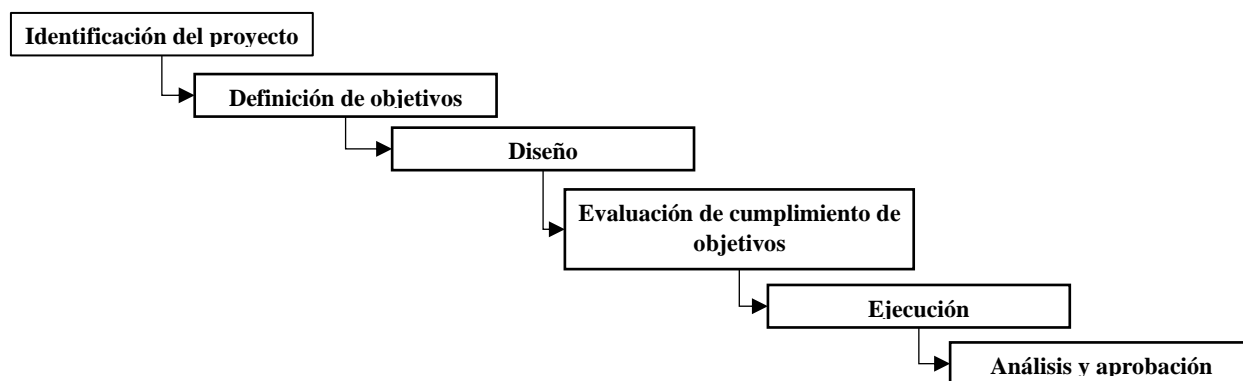 Identificación del proyecto
Definición de objetivos
Diseño
Evaluación de cumplimiento de
objetivos
Ejecución
Análisis y aprobación